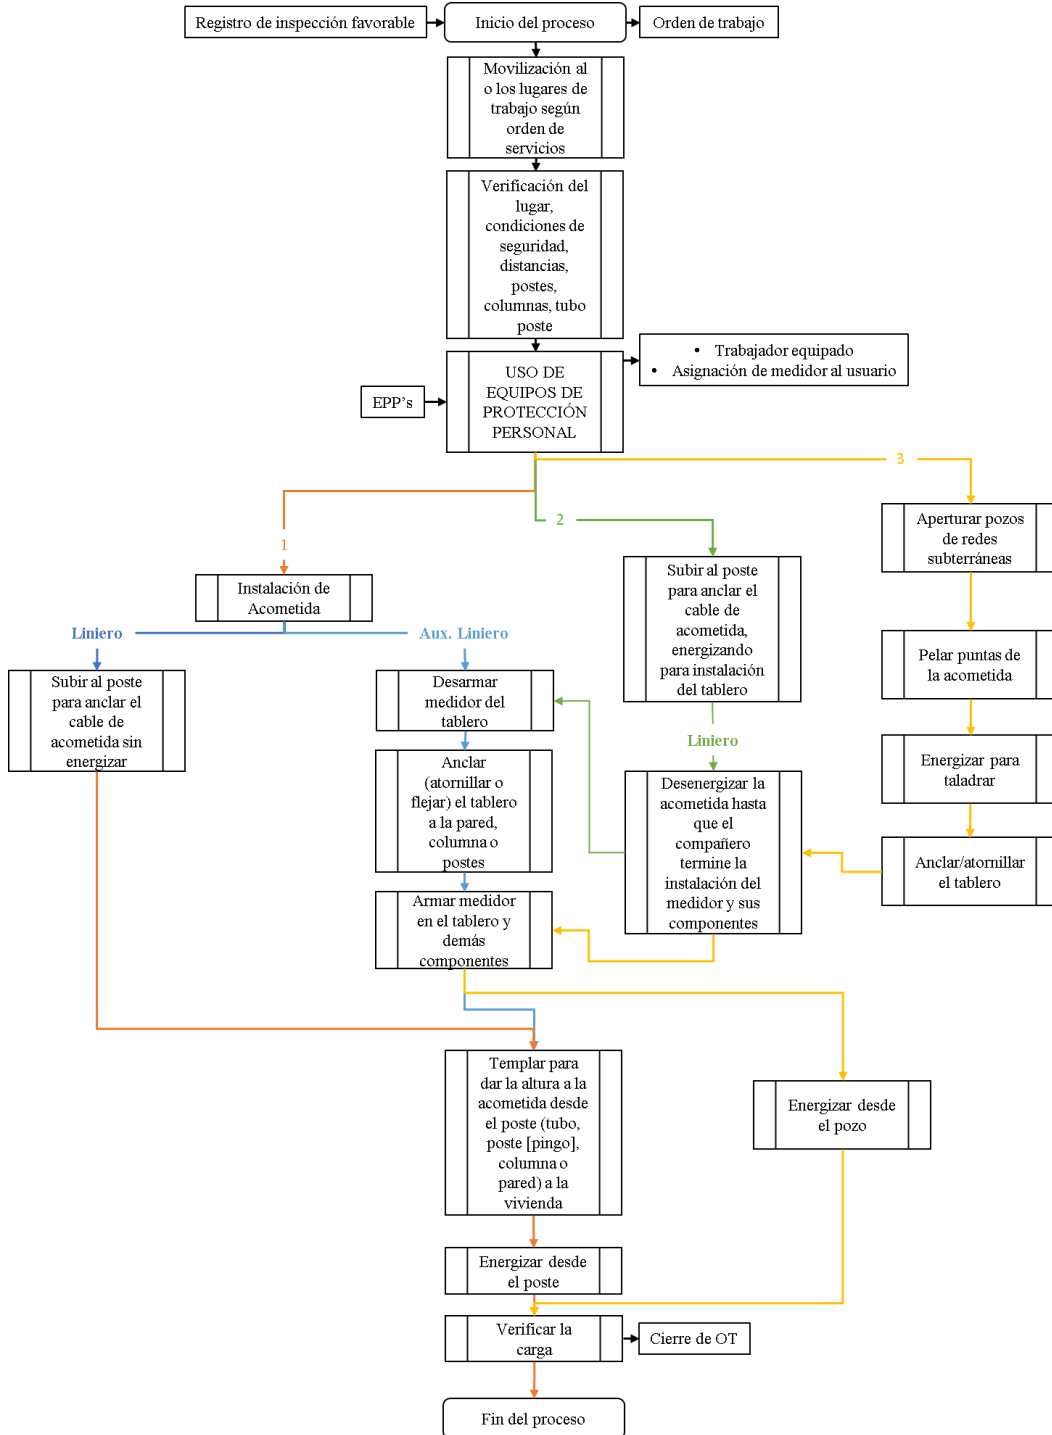 Registro de inspección favorable
Inicio del proceso
Orden de trabajo
Movilización al
o los lugares de
trabajo según
orden de
servicios
Verificación del
lugar,
condiciones de
seguridad,
distancias,
postes,
columnas, tubo
poste
• Trabajador equipado
• Asignación de medidor al usuario
EPP's
USO DE
EQUIPOS DE
PROTECCIÓN
PERSONAL
3
2
1
Aperturar pozos
de redes
subterráneas
Instalación de
Acometida
Subir al poste
para anclar el
cable de
acometida,
energizando
para instalación
del tablero
Liniero
Aux. Liniero
Subir al poste
para anclar el
cable de
acometida sin
energizar
Desarmar
medidor del
tablero
Pelar puntas de
la acometida
Liniero
Anclar
(atornillar o
flejar) el tablero
a la pared,
columna o
postes
Desenergizar la
acometida hasta
que el
compañero
termine la
instalación del
medidor y sus
componentes
Energizar para
taladrar
Anclar/atornillar
el tablero
Armar medidor
en el tablero y
demás
componentes
Templar para
dar la altura a la
acometida desde
el poste (tubo,
poste [pingo],
columna o
pared) a la
vivienda
Energizar desde
el pozo
Energizar desde
el poste
Verificar la
carga
Cierre de OT
Fin del proceso